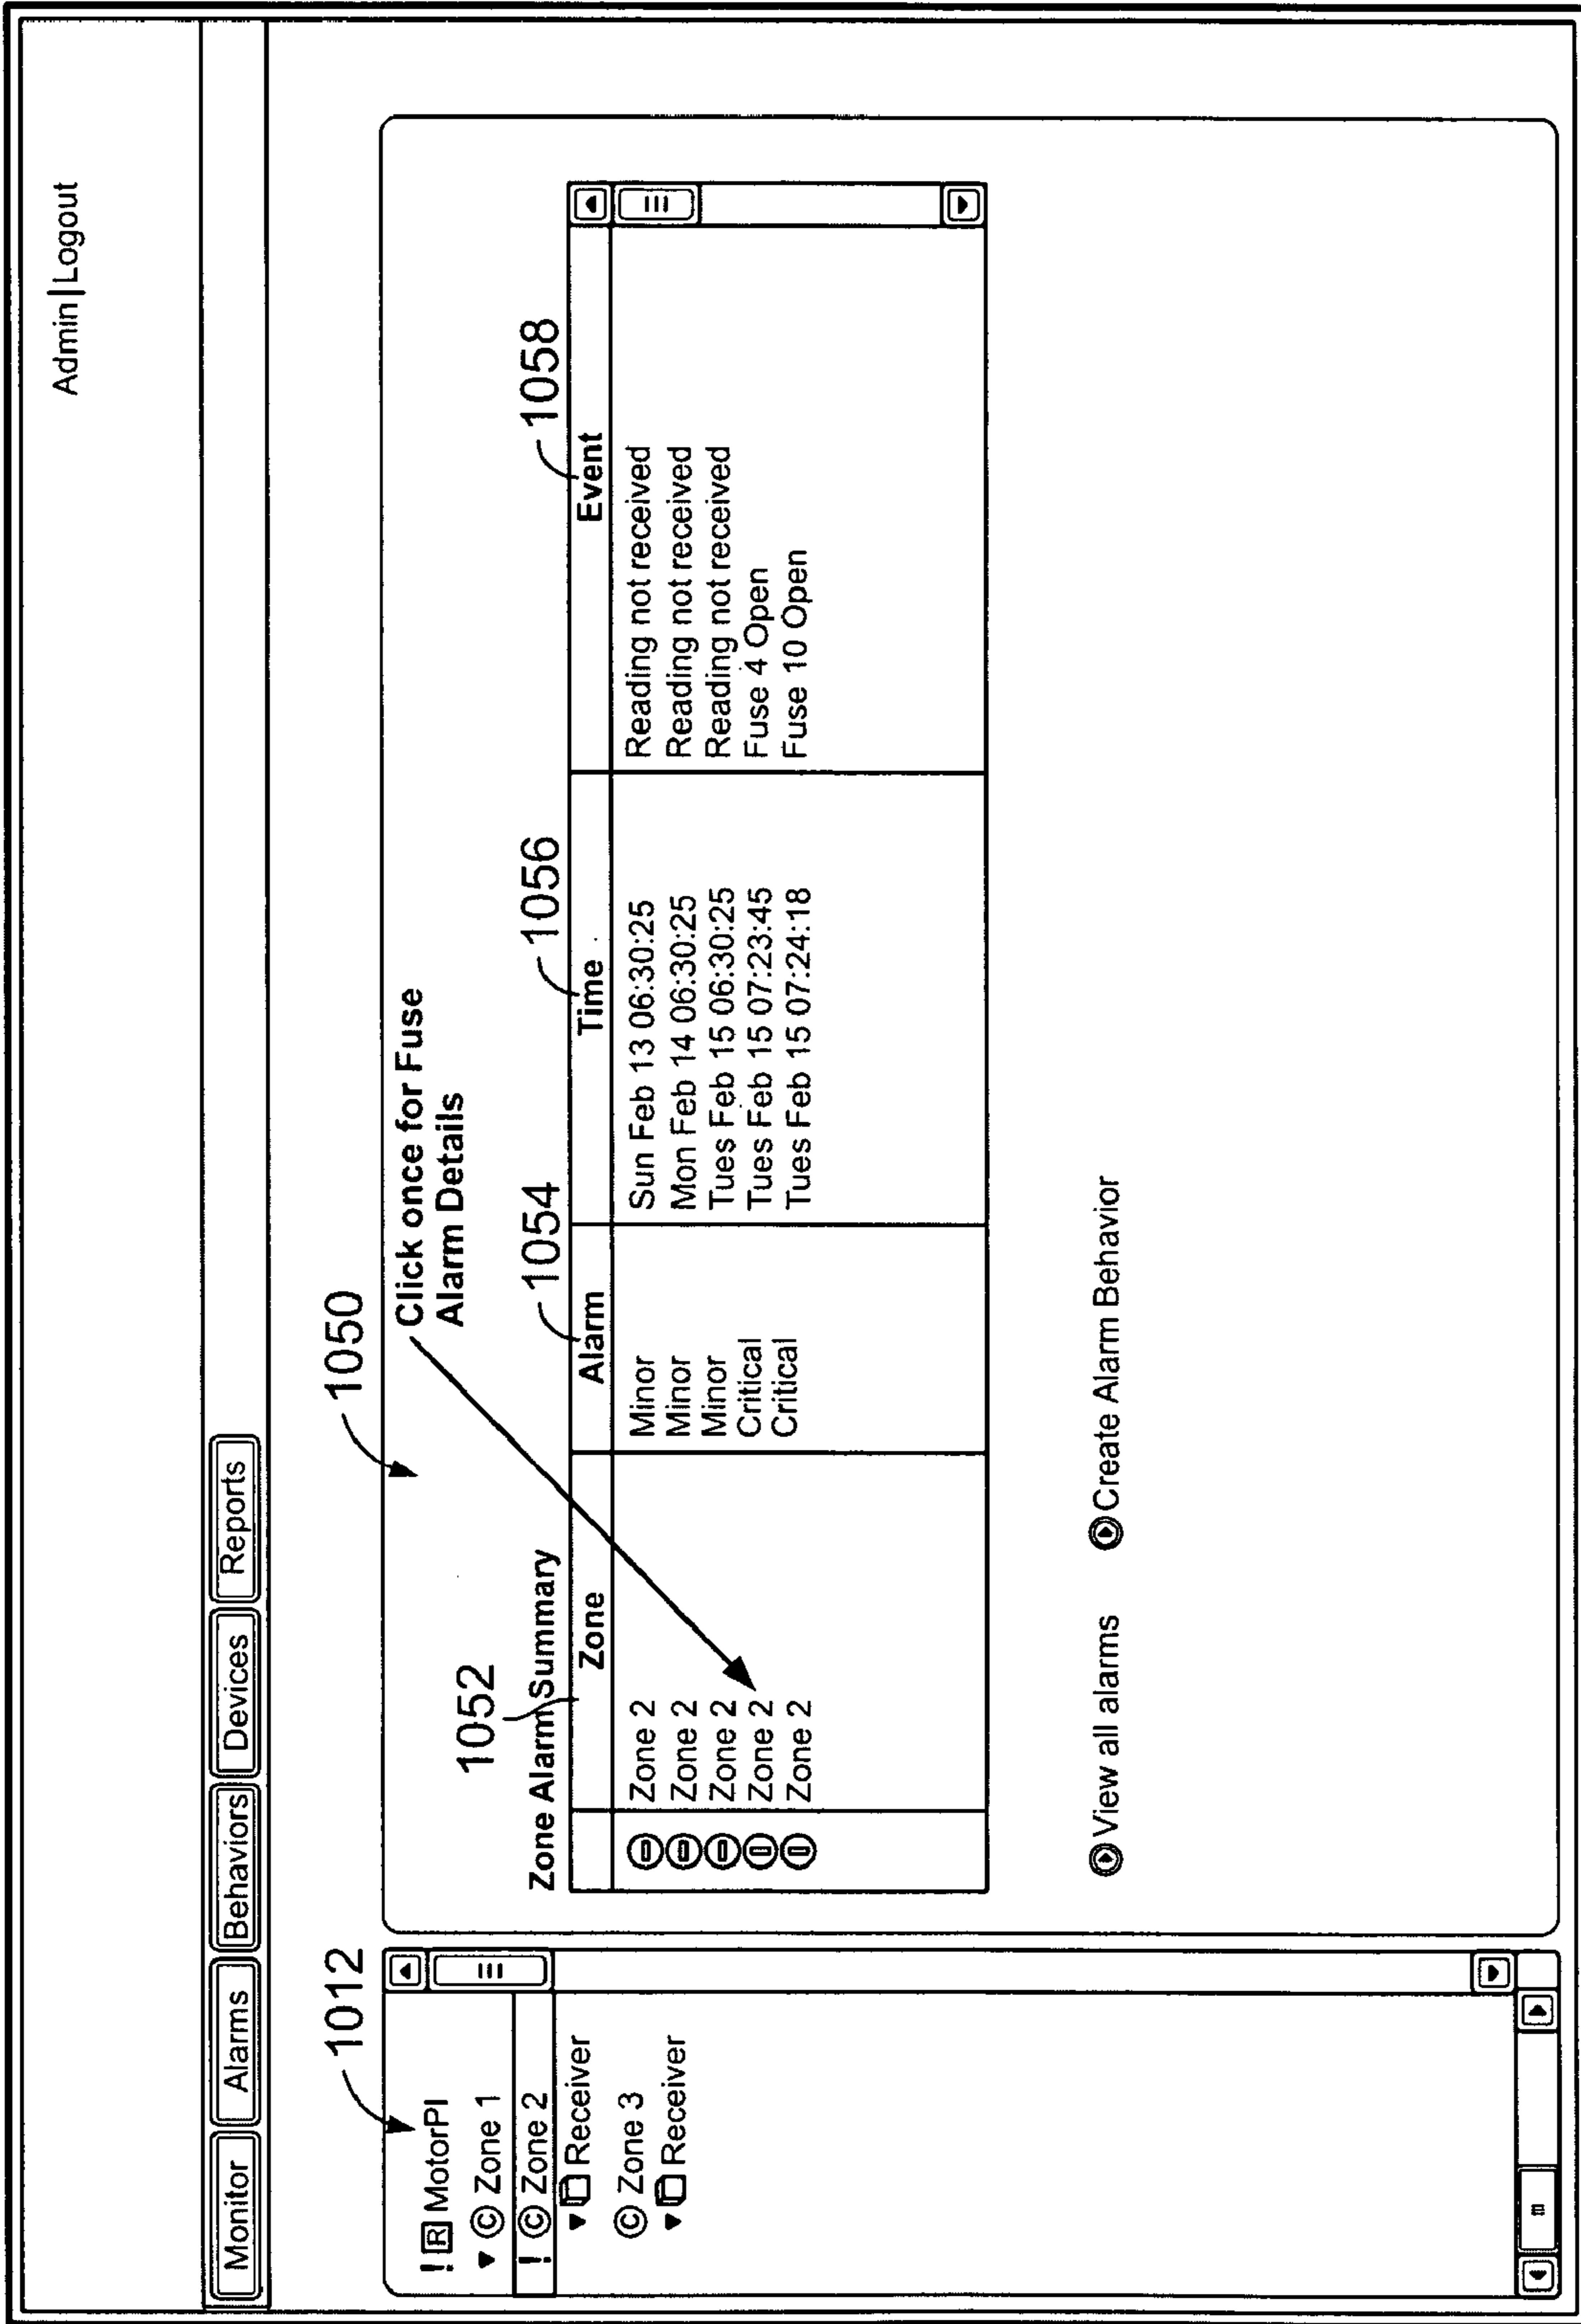 Admin|Logout
Monitor Alarms Behaviors Devices Reports
1012
1050
! R MotorPI
© Zone 1
! © Zone 2
Receiver
© Zone 3
Receiver
Click once for Fuse
Alarm Details
1052
1054
1056
1058
Zone Alarm Summary
Zone Alarm Time Event
Zone 2 Minor Sun Feb 13 06:30:25 Reading not received
Zone 2 Minor Mon Feb 14 06:30:25 Reading not received
Zone 2 Minor Tues Feb 15 06:30:25 Reading not received
Zone 2 Critical Tues Feb 15 07:23:45 Fuse 4 Open
Zone 2 Critical Tues Feb 15 07:24:18 Fuse 10 Open
View all alarms Create Alarm Behavior